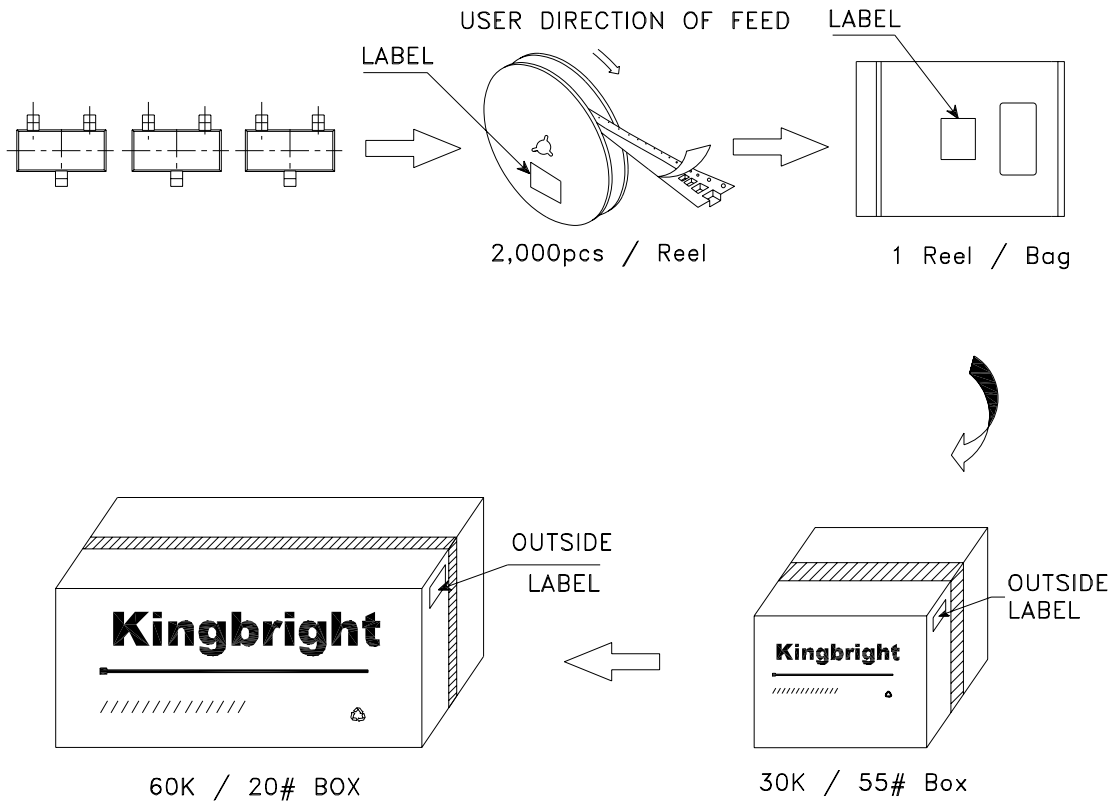 USER DIRECTION OF FEED
LABEL
LABEL
2,000pcs / Reel
1 Reel / Bag
OUTSIDE
LABEL
Kingbright
60K / 20# BOX
OUTSIDE
LABEL
Kingbright
30K / 55# Box